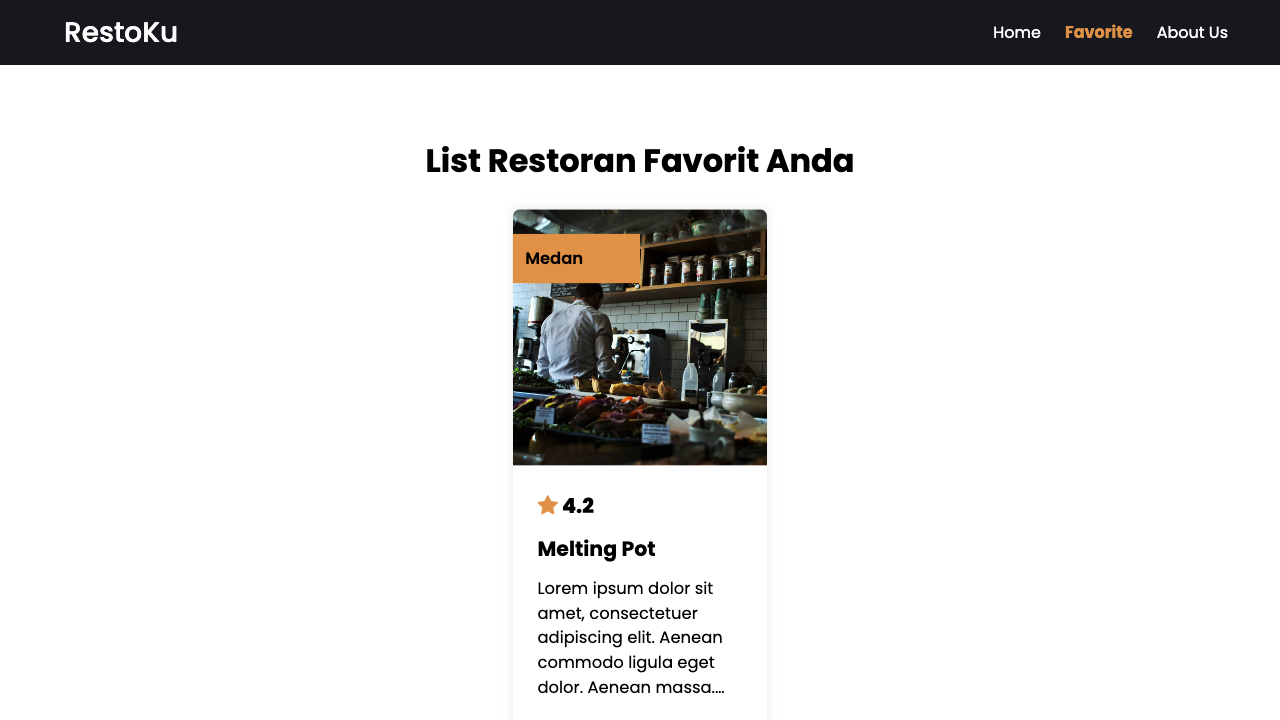 RestoKu
Home Favorite About Us
List Restoran Favorit Anda
Medan
4.2
Melting Pot
Lorem ipsum dolor sit
amet, consectetuer
adipiscing elit. Aenean
commodo ligula eget
dolor. Aenean massa....